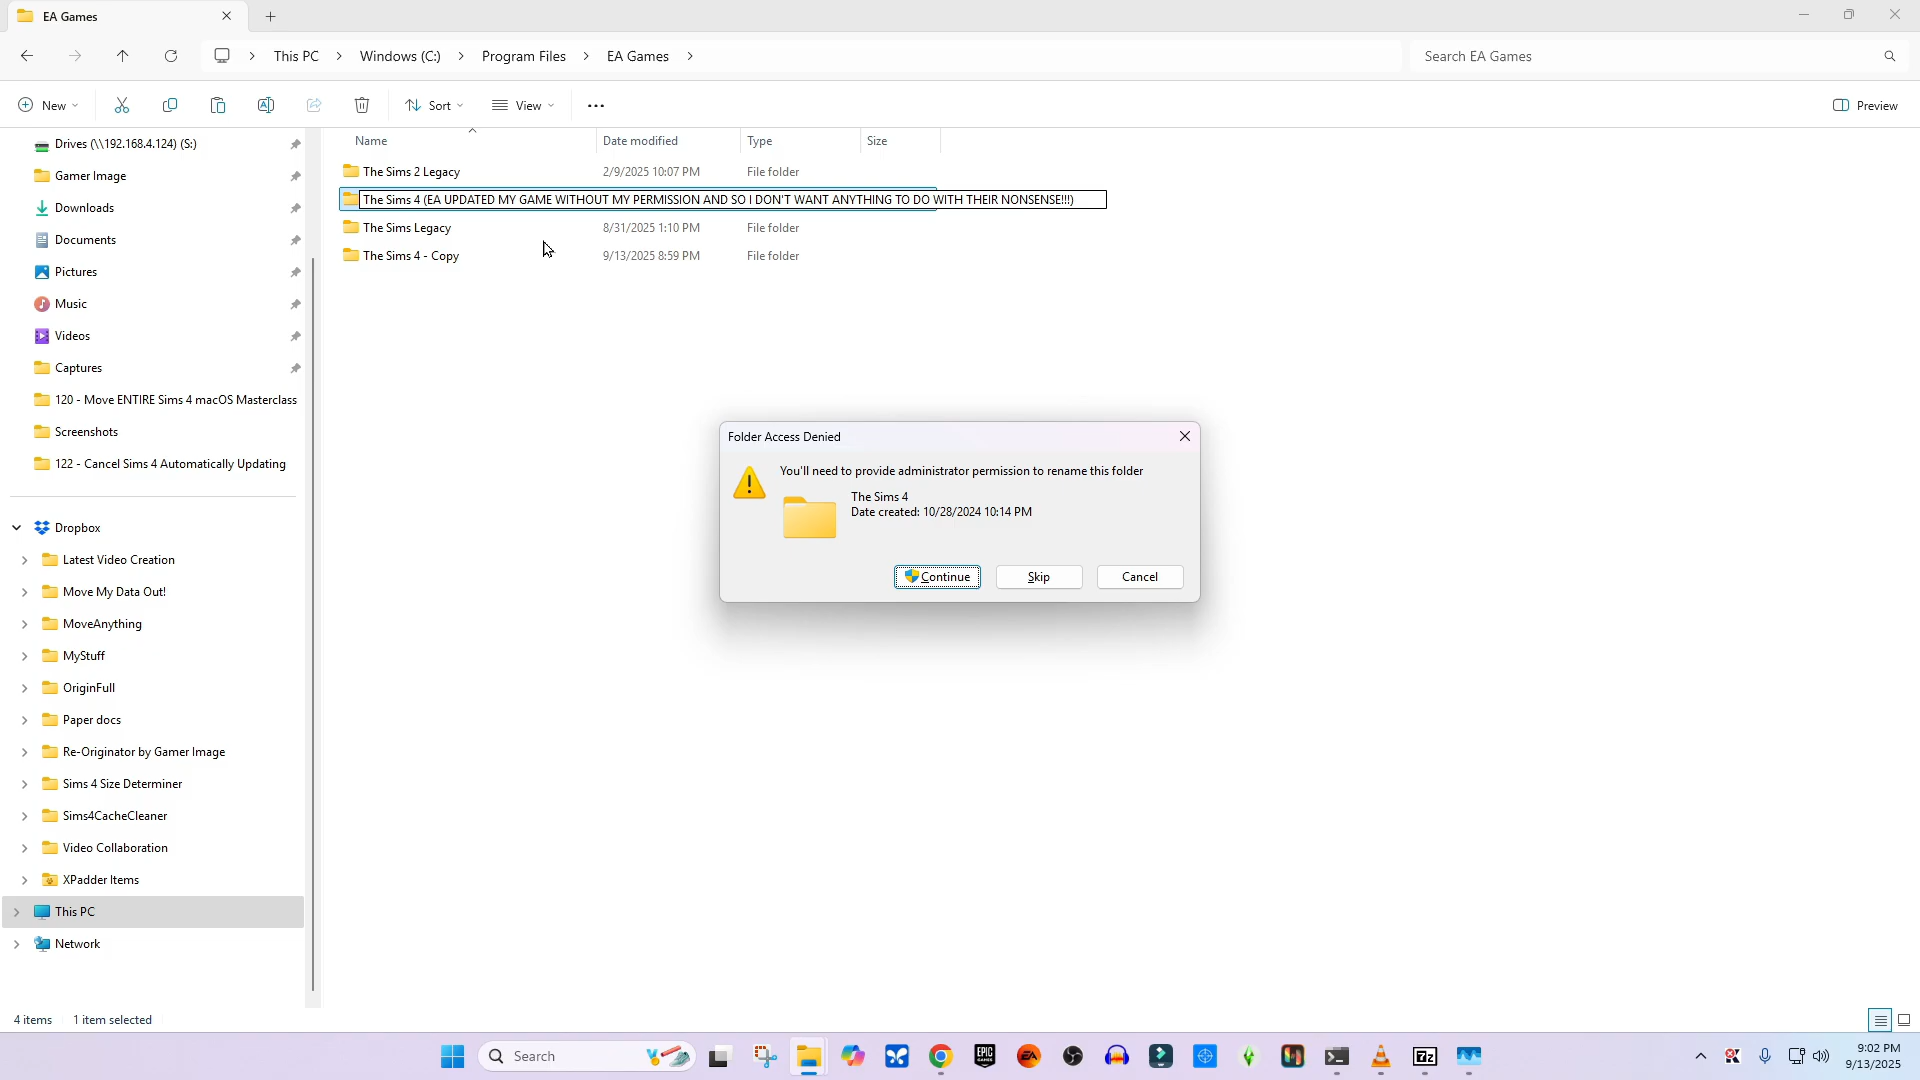 EA Games
This PC
Windows (C:)
Program Files
EA Games
Search EA Games
New
Sort
View
Preview
Name
Date modified
Type
Size
Drives (\\192.168.4.124) (S:)
Gamer Image
Downloads
Documents
Pictures
Music
Videos
Captures
120 - Move ENTIRE Sims 4 macOS Masterclass
Screenshots
122 - Cancel Sims 4 Automatically Updating
Dropbox
Latest Video Creation
Move My Data Out!
MoveAnything
MyStuff
OriginFull
Paper docs
Re-Originator by Gamer Image
Sims 4 Size Determiner
Sims4CacheCleaner
Video Collaboration
XPadder Items
This PC
Network
The Sims 2 Legacy 2/9/2025 10:07 PM File folder
The Sims 4 (EA UPDATED MY GAME WITHOUT MY PERMISSION AND SO I DON'T WANT ANYTHING TO DO WITH THEIR NONSENSE!!!)
The Sims Legacy 8/31/2025 1:10 PM File folder
The Sims 4 - Copy 9/13/2025 8:59 PM File folder
Folder Access Denied
You'll need to provide administrator permission to rename this folder
The Sims 4
Date created: 10/28/2024 10:14 PM
Continue
Skip
Cancel
4 items
1 item selected
Search
EPIC GAMES
EA
7z
9:02 PM
9/13/2025